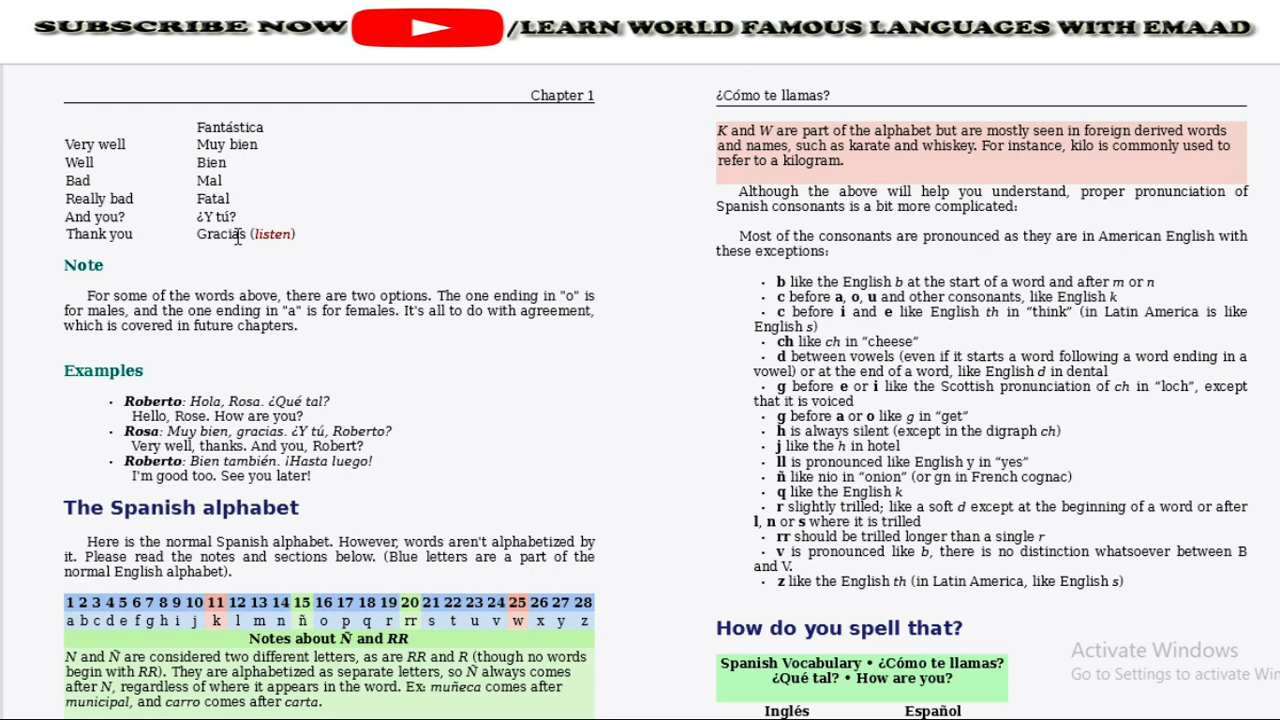 SUBSCRIBE NOW /LEARN WORLD FAMOUS LANGUAGES WITH EMAAD
Chapter 1
Fantástica
Very well Muy bien
Well Bien
Bad Mal
Really bad Fatal
And you? ¿Y tú?
Thank you Gracias (listen)
Note
For some of the words above, there are two options. The one ending in "o" is
for males, and the one ending in "a" is for females. It's all to do with agreement,
which is covered in future chapters.
Examples
• Roberto: Hola, Rosa. ¿Qué tal?
Hello, Rose. How are you?
• Rosa: Muy bien, gracias. ¿Y tú, Roberto?
Very well, thanks. And you, Robert?
• Roberto: Bien también. ¡Hasta luego!
I'm good too. See you later!
The Spanish alphabet
Here is the normal Spanish alphabet. However, words aren't alphabetized by
it. Please read the notes and sections below. (Blue letters are a part of the
normal English alphabet).
1 2 3 4 5 6 7 8 9 10 11 12 13 14 15 16 17 18 19 20 21 22 23 24 25 26 27 28
a b c d e f g h i j k l m n ñ o p q r rr s t u v w x y z
Notes about Ñ and RR
N and Ñ are considered two different letters, as are RR and R (though no words
begin with RR). They are alphabetized as separate letters, so Ñ always comes
after N, regardless of where it appears in the word. Ex: muñeca comes after
municipal, and carro comes after carta.
¿Cómo te llamas?
K and W are part of the alphabet but are mostly seen in foreign derived words
and names, such as karate and whiskey. For instance, kilo is commonly used to
refer to a kilogram.
Although the above will help you understand, proper pronunciation of
Spanish consonants is a bit more complicated:
Most of the consonants are pronounced as they are in American English with
these exceptions:
• b like the English b at the start of a word and after m or n
• c before a, o, u and other consonants, like English k
• c before i and e like English th in “think” (in Latin America is like
English s)
• ch like ch in “cheese”
• d between vowels (even if it starts a word following a word ending in a
vowel) or at the end of a word, like English d in dental
• g before e or i like the Scottish pronunciation of ch in “loch”, except
that it is voiced
• g before a or o like g in “get”
• h is always silent (except in the digraph ch)
• j like the h in hotel
• ll is pronounced like English y in “yes”
• ñ like nio in “onion” (or gn in French cognac)
• q like the English k
• r slightly trilled; like a soft d except at the beginning of a word or after
l, n or s where it is trilled
• rr should be trilled longer than a single r
• v is pronounced like b, there is no distinction whatsoever between B
and V.
• z like the English th (in Latin America, like English s)
How do you spell that?
Spanish Vocabulary • ¿Cómo te llamas?
¿Qué tal? • How are you?
Inglés Español
Activate Windows
Go to Settings to activate Win